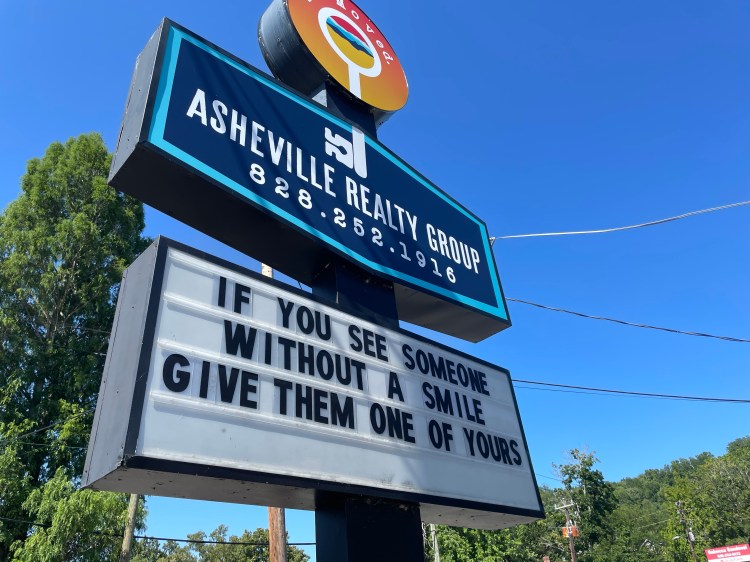 ASHEVILLE REALTY GROUP
828.252.1916
IF YOU SEE SOMEONE
WITHOUT A SMILE
GIVE THEM ONE OF YOURS